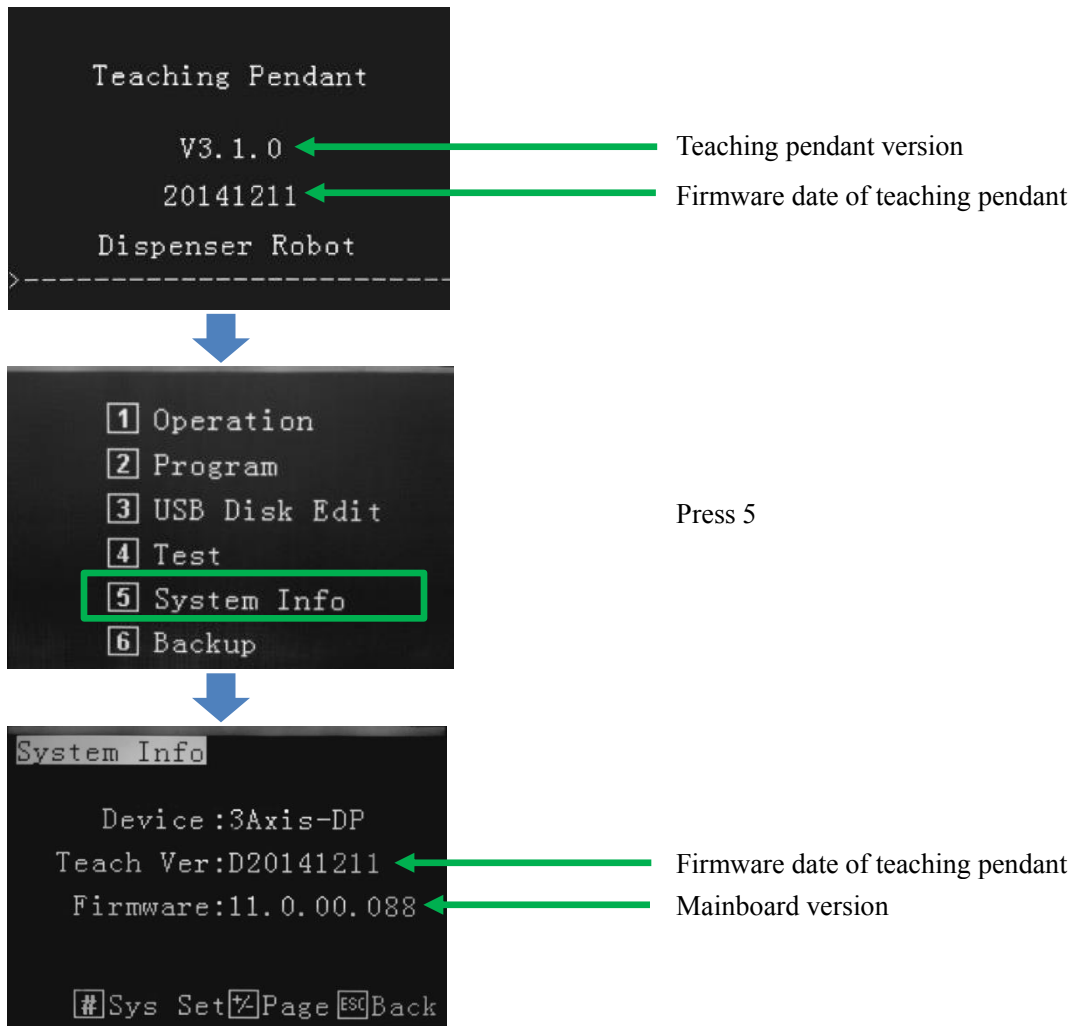 Teaching Pendant
V3.1.0
Teaching pendant version
20141211
Firmware date of teaching pendant
Dispenser Robot
>--------------------------
1 Operation
2 Program
3 USB Disk Edit
Press 5
4 Test
5 System Info
6 Backup
System Info
Device:3Axis-DP
Teach Ver:D20141211
Firmware date of teaching pendant
Firmware:11.0.00.088
Mainboard version
# Sys Set +/- Page ESC Back